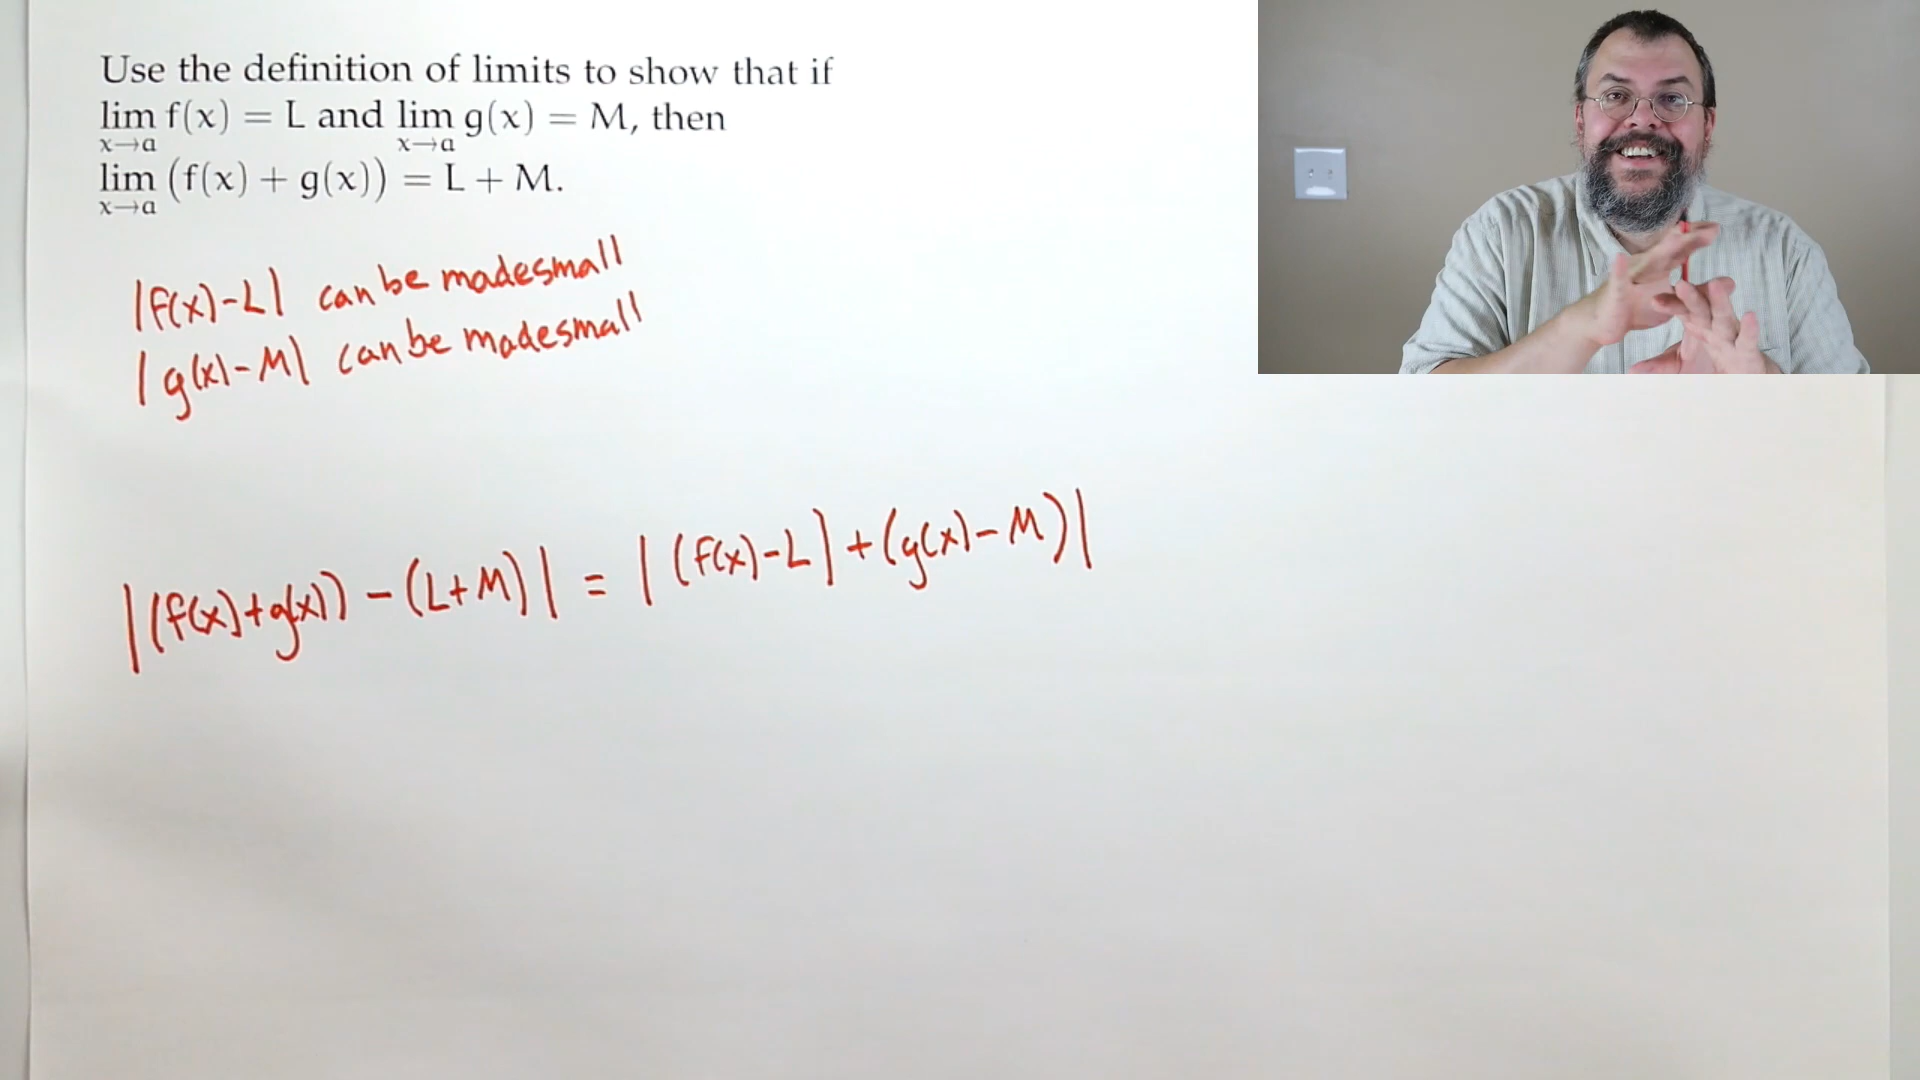 Use the definition of limits to show that if
lim x→a f(x) = L and lim x→a g(x) = M, then
lim x→a (f(x) + g(x)) = L + M.
|f(x)-L| can be made small
|g(x)-M| can be made small
|(f(x)+g(x)) - (L+M)| = |(f(x)-L)+(g(x)-M)|